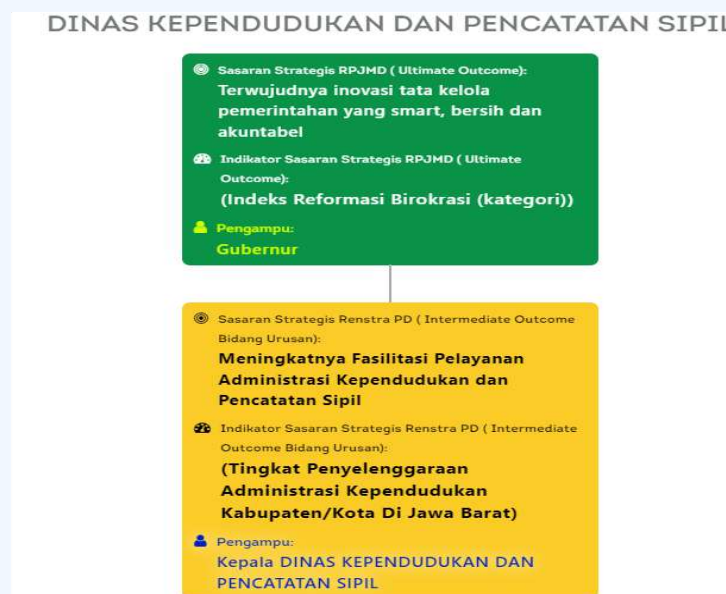 DINAS KEPENDUDUKAN DAN PENCATATAN SIPIL
Sasaran Strategis RPJMD ( Ultimate Outcome):
Terwujudnya inovasi tata kelola
pemerintahan yang smart, bersih dan
akuntabel
Indikator Sasaran Strategis RPJMD ( Ultimate
Outcome):
(Indeks Reformasi Birokrasi (kategori))
Pengampu:
Gubernur
Sasaran Strategis Renstra PD ( Intermediate Outcome
Bidang Urusan):
Meningkatnya Fasilitasi Pelayanan
Administrasi Kependudukan dan
Pencatatan Sipil
Indikator Sasaran Strategis Renstra PD ( Intermediate
Outcome Bidang Urusan):
(Tingkat Penyelenggaraan
Administrasi Kependudukan
Kabupaten/Kota Di Jawa Barat)
Pengampu:
Kepala DINAS KEPENDUDUKAN DAN
PENCATATAN SIPIL